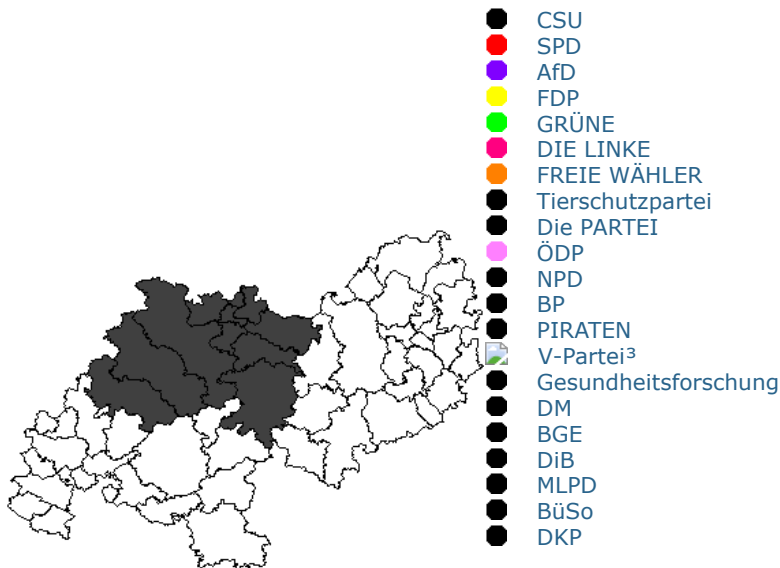 CSU
SPD
AfD
FDP
GRÜNE
DIE LINKE
FREIE WÄHLER
Tierschutzpartei
Die PARTEI
ÖDP
NPD
BP
PIRATEN
V-Partei³
Gesundheitsforschung
DM
BGE
DiB
MLPD
BüSo
DKP